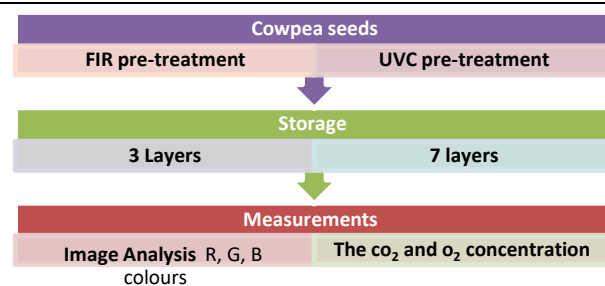 Cowpea seeds
FIR pre-treatment UVC pre-treatment
Storage
3 Layers 7 layers
Measurements
Image Analysis R, G, B colours The co₂ and o₂ concentration